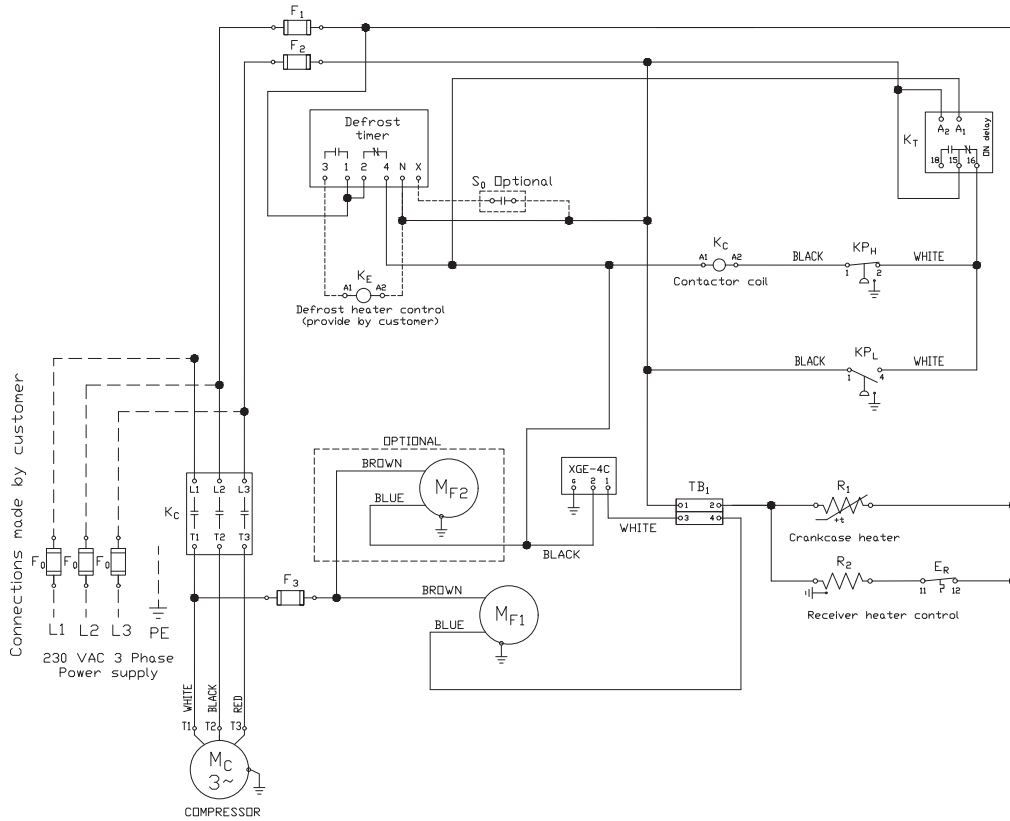 F1
F2
Defrost
timer
3 1 2 4 N X
S0 Optional
A2 A1
KT
ON delay
18 15 16
KC
A1 A2
Contactor coil
BLACK
KPH
1 2
WHITE
KE
A1 A2
Defrost heater control
(provide by customer)
BLACK
KPL
1 4
WHITE
Connections made by customer
OPTIONAL
BROWN
BLUE
MF2
XGE-4C
G 2 1
WHITE
BLACK
TB1
1 2
3 4
R1
+t
Crankcase heater
R2
ER
11 12
Receiver heater control
L1 L2 L3
KC
T1 T2 T3
F0 F0 F0
F3
BROWN
BLUE
MF1
L1 L2 L3 PE
230 VAC 3 Phase
Power supply
WHITE
BLACK
RED
T1 T2 T3
MC
3~
COMPRESSOR